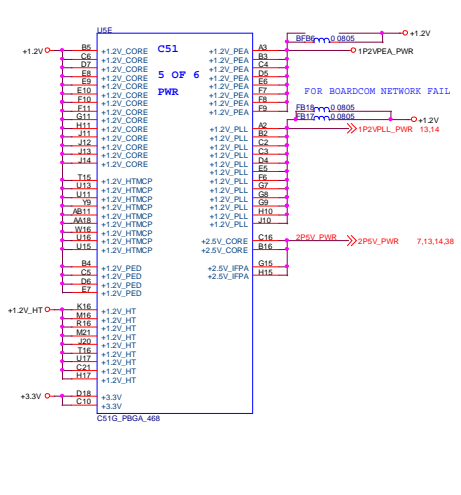 U5E
C51
5 OF 6
PWR
+1.2V
B5 +1.2V_CORE
C6 +1.2V_CORE
D7 +1.2V_CORE
E8 +1.2V_CORE
E9 +1.2V_CORE
E10 +1.2V_CORE
F10 +1.2V_CORE
F11 +1.2V_CORE
G11 +1.2V_CORE
H11 +1.2V_CORE
J11 +1.2V_CORE
J12 +1.2V_CORE
J13 +1.2V_CORE
J14 +1.2V_CORE
T15 +1.2V_HTMCP
U13 +1.2V_HTMCP
U11 +1.2V_HTMCP
Y9 +1.2V_HTMCP
AB11 +1.2V_HTMCP
AA18 +1.2V_HTMCP
W16 +1.2V_HTMCP
U16 +1.2V_HTMCP
U15 +1.2V_HTMCP
B4 +1.2V_PED
C5 +1.2V_PED
D6 +1.2V_PED
E7 +1.2V_PED
+1.2V_HT
K16 +1.2V_HT
M16 +1.2V_HT
R16 +1.2V_HT
M21 +1.2V_HT
J20 +1.2V_HT
T16 +1.2V_HT
U17 +1.2V_HT
C21 +1.2V_HT
H17 +1.2V_HT
+3.3V
D18 +3.3V
C10 +3.3V
C51G_PBGA_468
+1.2V_PEA A3
+1.2V_PEA B3
+1.2V_PEA C4
+1.2V_PEA D5
+1.2V_PEA E6
+1.2V_PEA F7
+1.2V_PEA F8
+1.2V_PEA F9
BFB6 0 0805
+1.2V
1P2VPEA_PWR
FOR BOARDCOM NETWORK FAIL
FB18 0 0805
FB17 0 0805
+1.2V
1P2VPLL_PWR 13,14
+1.2V_PLL A2
+1.2V_PLL B2
+1.2V_PLL C2
+1.2V_PLL C3
+1.2V_PLL D4
+1.2V_PLL E5
+1.2V_PLL F6
+1.2V_PLL G7
+1.2V_PLL G8
+1.2V_PLL G9
+1.2V_PLL H10
+1.2V_PLL J10
+2.5V_CORE C16
+2.5V_CORE B16
2P5V_PWR
2P5V_PWR 7,13,14,38
+2.5V_IFPA G15
+2.5V_IFPA H15